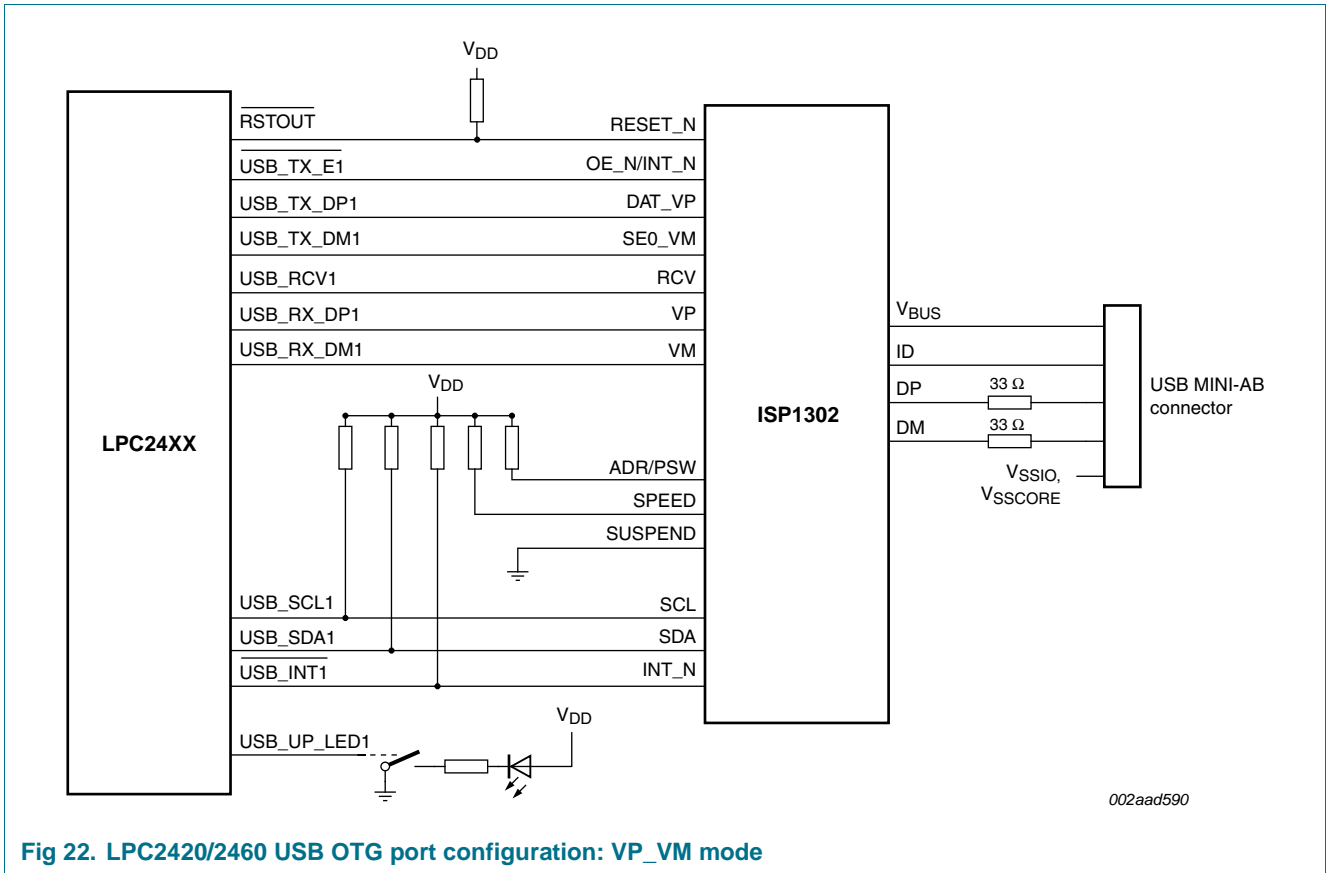 VDD
RSTOUT
RESET_N
USB_TX_E1
OE_N/INT_N
USB_TX_DP1
DAT_VP
USB_TX_DM1
SE0_VM
USB_RCV1
RCV
USB_RX_DP1
VP
USB_RX_DM1
VM
VBUS
ID
DP
33 Ω
DM
33 Ω
USB MINI-AB
connector
VSSIO,
VSSCORE
LPC24XX
ISP1302
VDD
ADR/PSW
SPEED
SUSPEND
USB_SCL1
SCL
USB_SDA1
SDA
USB_INT1
INT_N
VDD
USB_UP_LED1
002aad590
Fig 22. LPC2420/2460 USB OTG port configuration: VP_VM mode